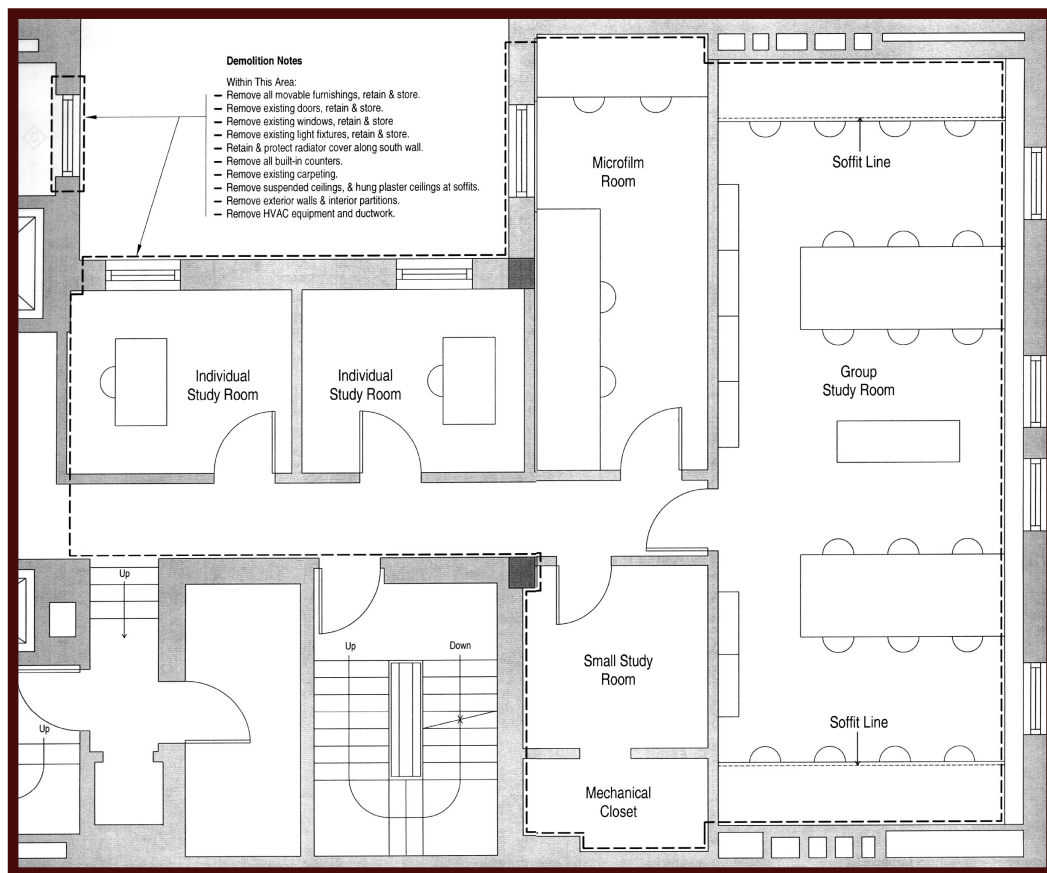 Demolition Notes
Within This Area:
– Remove all movable furnishings, retain & store.
– Remove existing doors, retain & store.
– Remove existing windows, retain & store
– Remove existing light fixtures, retain & store.
– Retain & protect radiator cover along south wall.
– Remove all built-in counters.
– Remove existing carpeting.
– Remove suspended ceilings, & hung plaster ceilings at soffits.
– Remove exterior walls & interior partitions.
– Remove HVAC equipment and ductwork.
Microfilm
Room
Soffit Line
Individual
Study Room
Individual
Study Room
Group
Study Room
Up
Up
Down
Small Study
Room
Up
Soffit Line
Mechanical
Closet